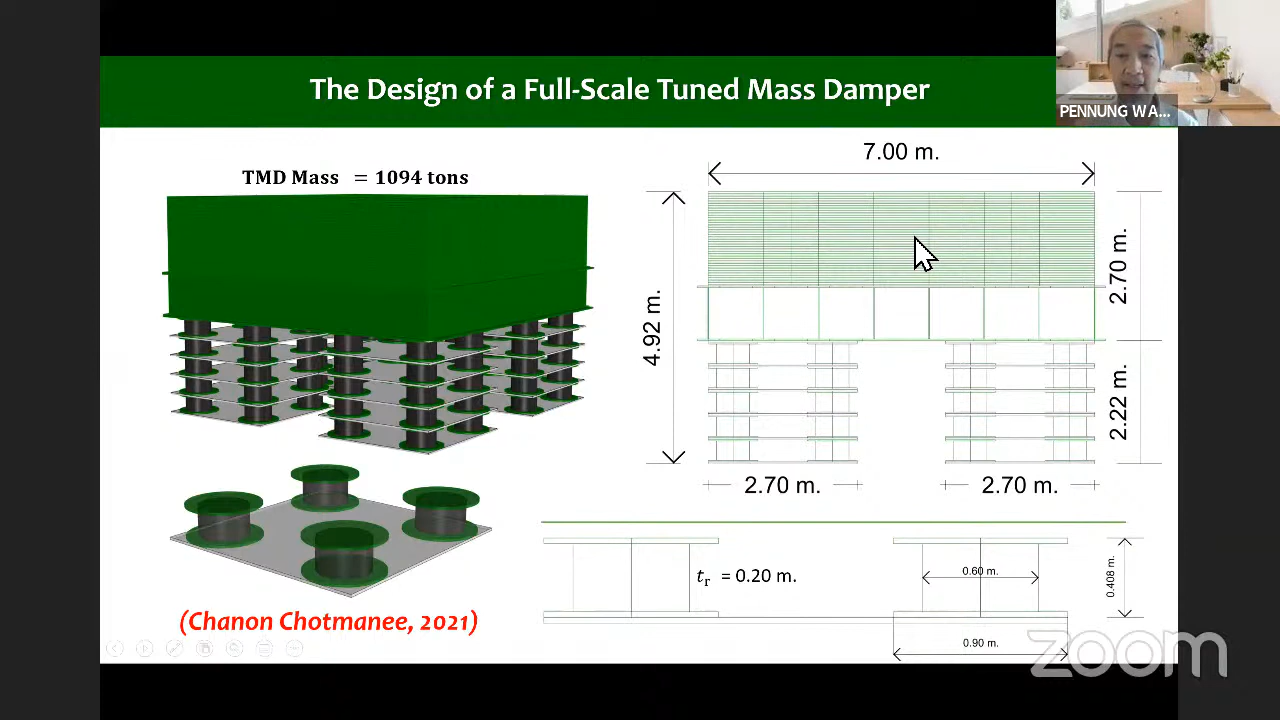 The Design of a Full-Scale Tuned Mass Damper
PENNUNG WA...
TMD Mass = 1094 tons
7.00 m.
4.92 m.
2.70 m.
2.22 m.
2.70 m.
2.70 m.
tr = 0.20 m.
0.60 m.
0.408 m.
0.90 m.
(Chanon Chotmanee, 2021)
zoom